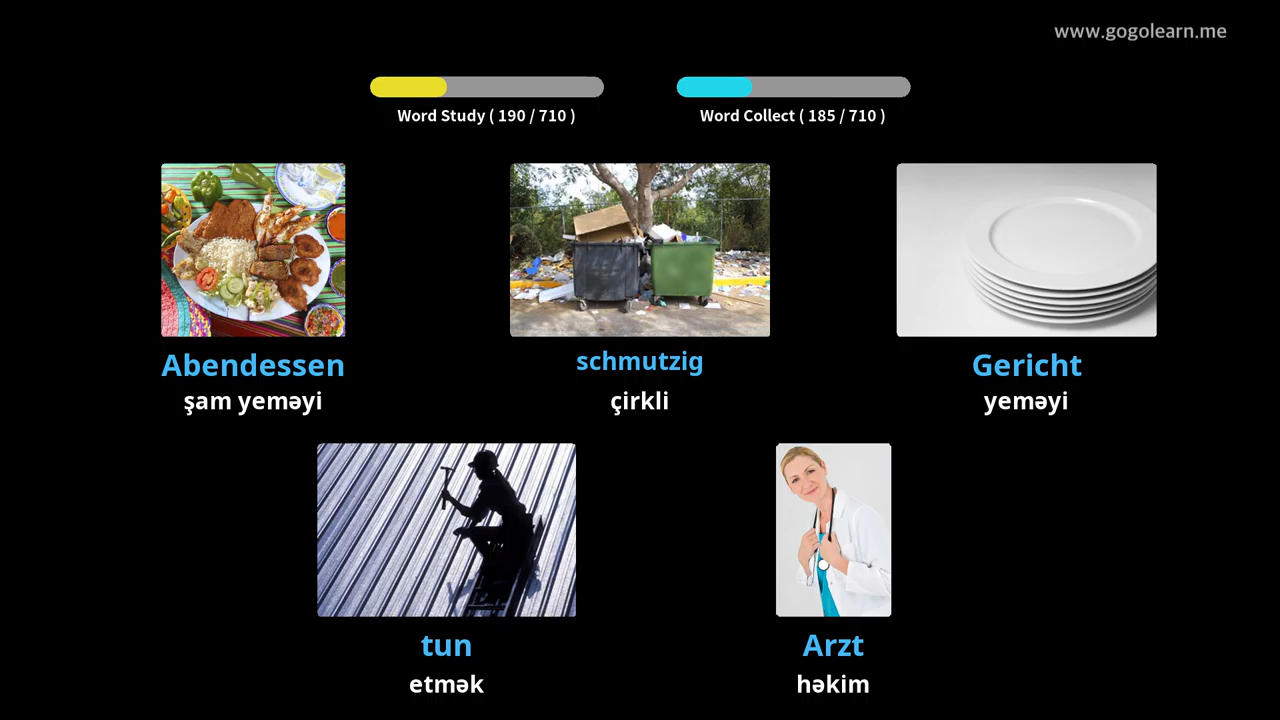 www.gogolearn.me
Word Study ( 190 / 710 )
Word Collect ( 185 / 710 )
Abendessen
şam yeməyi
schmutzig
çirkli
Gericht
yeməyi
tun
etmək
Arzt
həkim